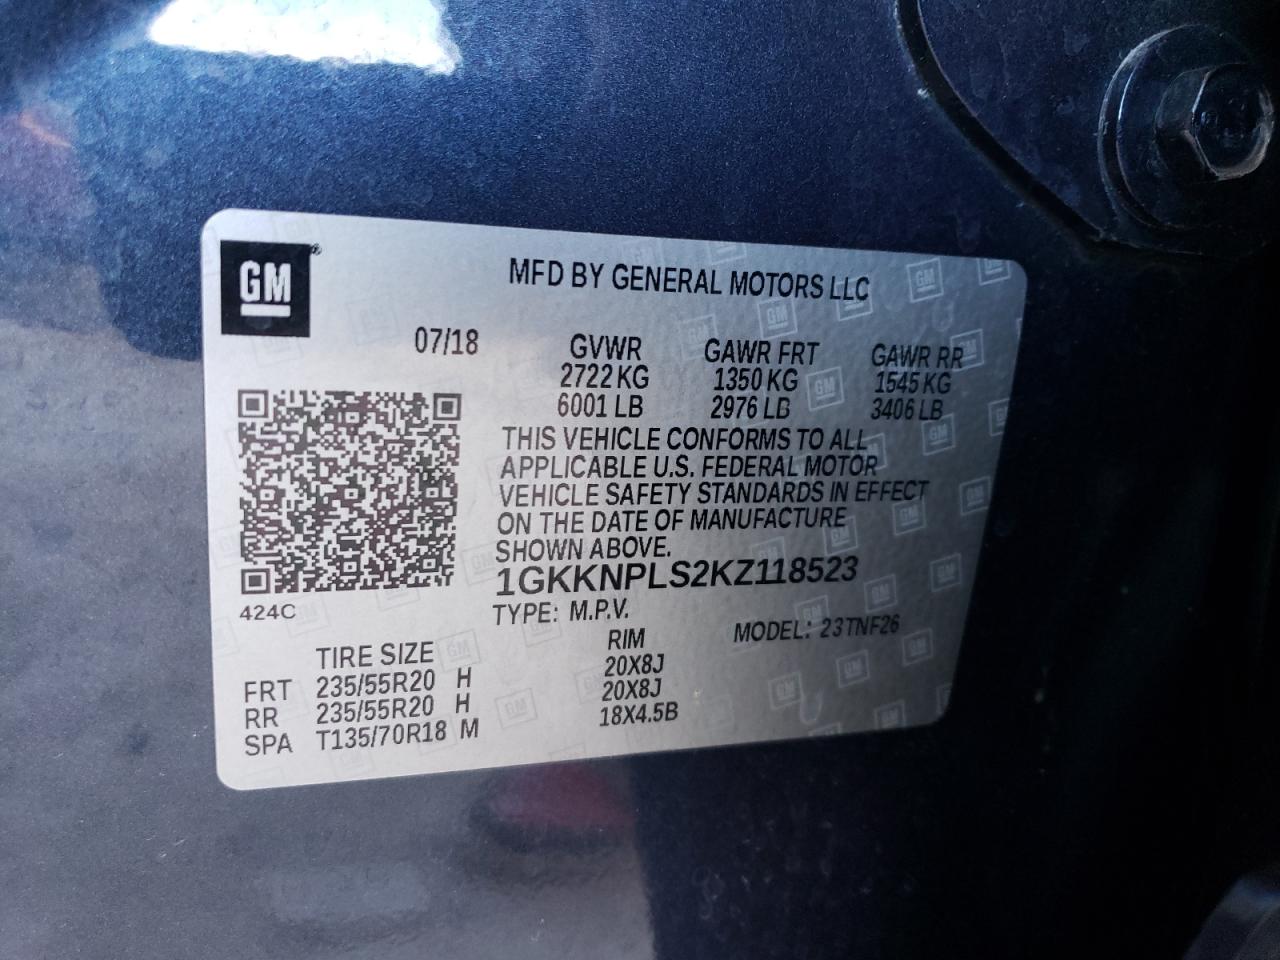 GM®
MFD BY GENERAL MOTORS LLC
07/18
GVWR GAWR FRT GAWR RR
2722 KG 1350 KG 1545 KG
6001 LB 2976 LB 3406 LB
THIS VEHICLE CONFORMS TO ALL
APPLICABLE U.S. FEDERAL MOTOR
VEHICLE SAFETY STANDARDS IN EFFECT
ON THE DATE OF MANUFACTURE
SHOWN ABOVE.
1GKKNPLS2KZ118523
424C
TYPE: M.P.V. MODEL: 23TNF26
TIRE SIZE RIM
FRT 235/55R20 H 20X8J
RR 235/55R20 H 20X8J
SPA T135/70R18 M 18X4.5B